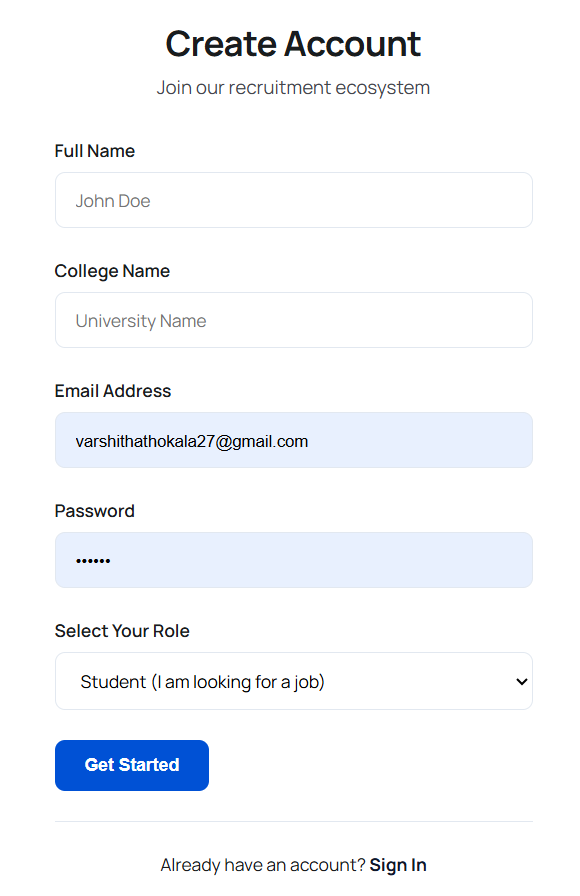 Create Account
Join our recruitment ecosystem
Full Name
John Doe
College Name
University Name
Email Address
varshithathokala27@gmail.com
Password
••••••
Select Your Role
Student (I am looking for a job)
Get Started
Already have an account? Sign In